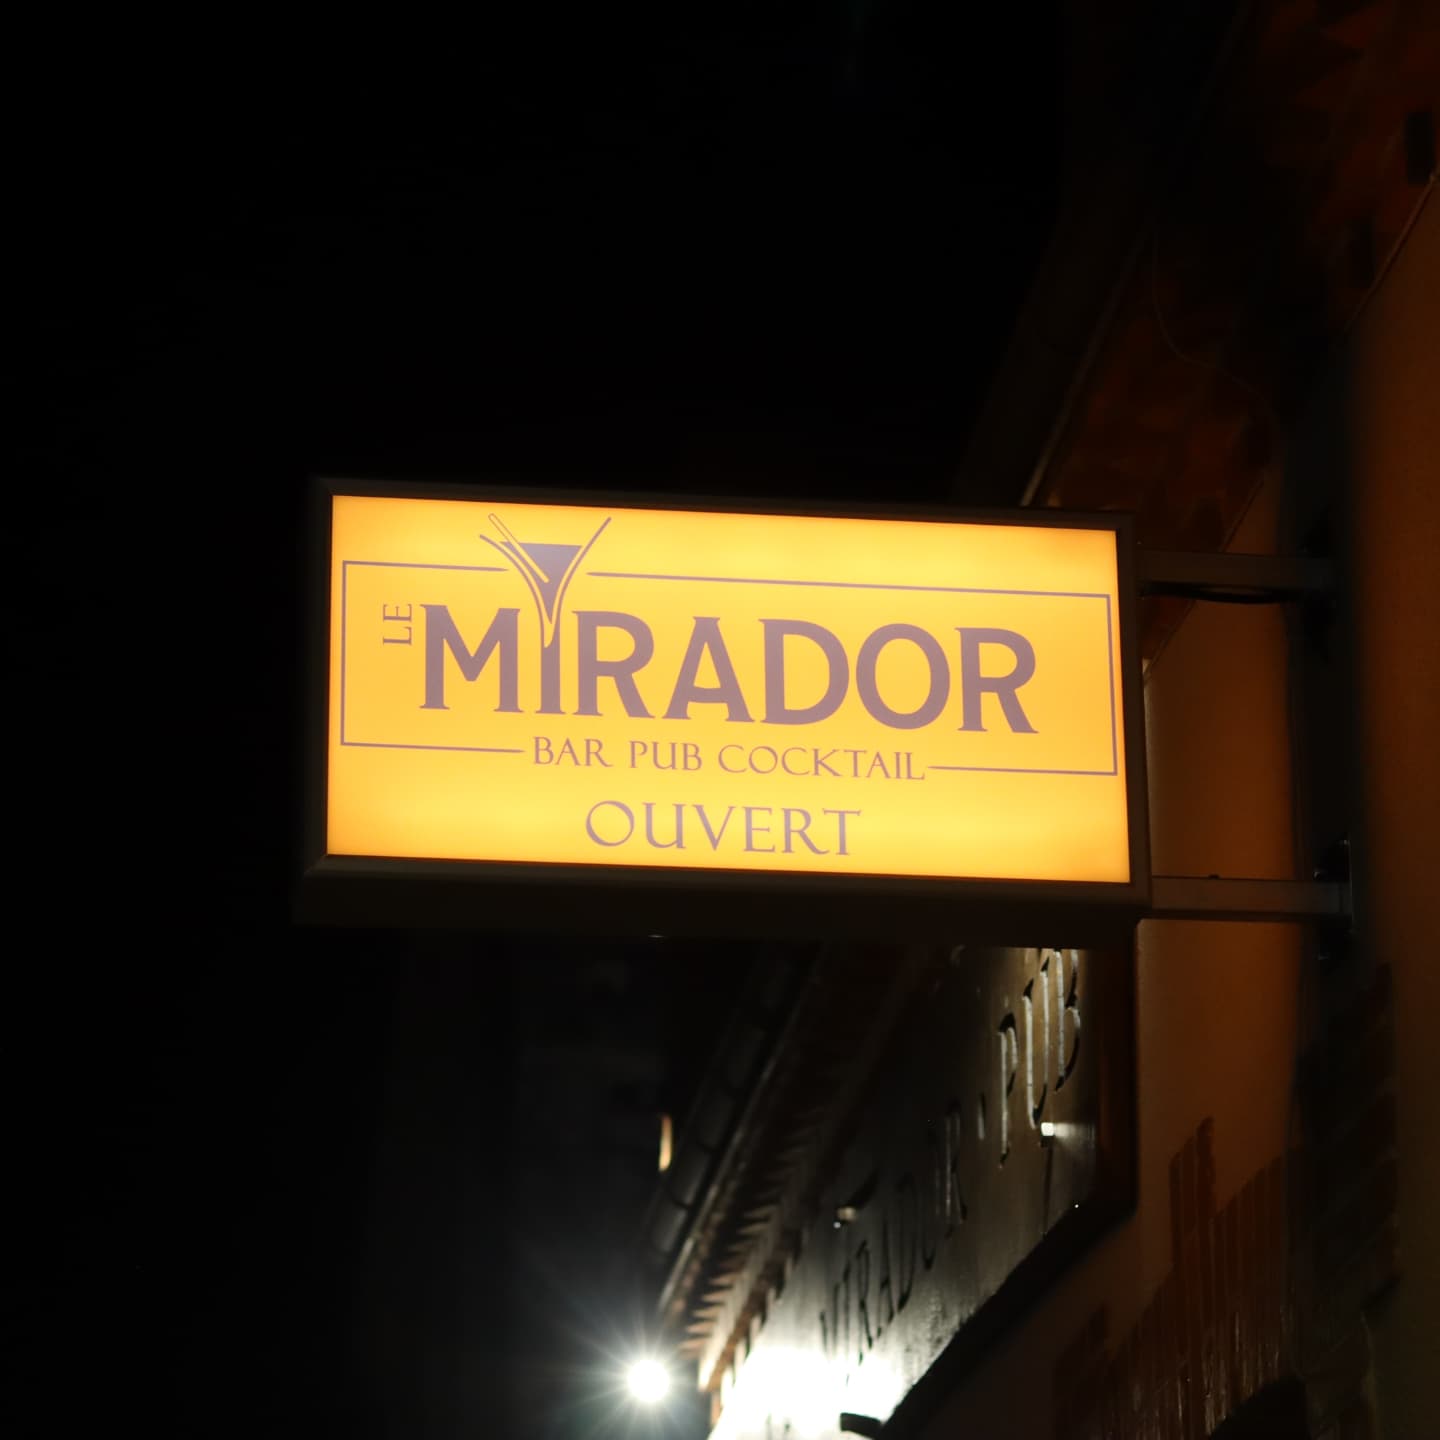 LE
MIRADOR
BAR PUB COCKTAIL
OUVERT
MIRADOR · PUB